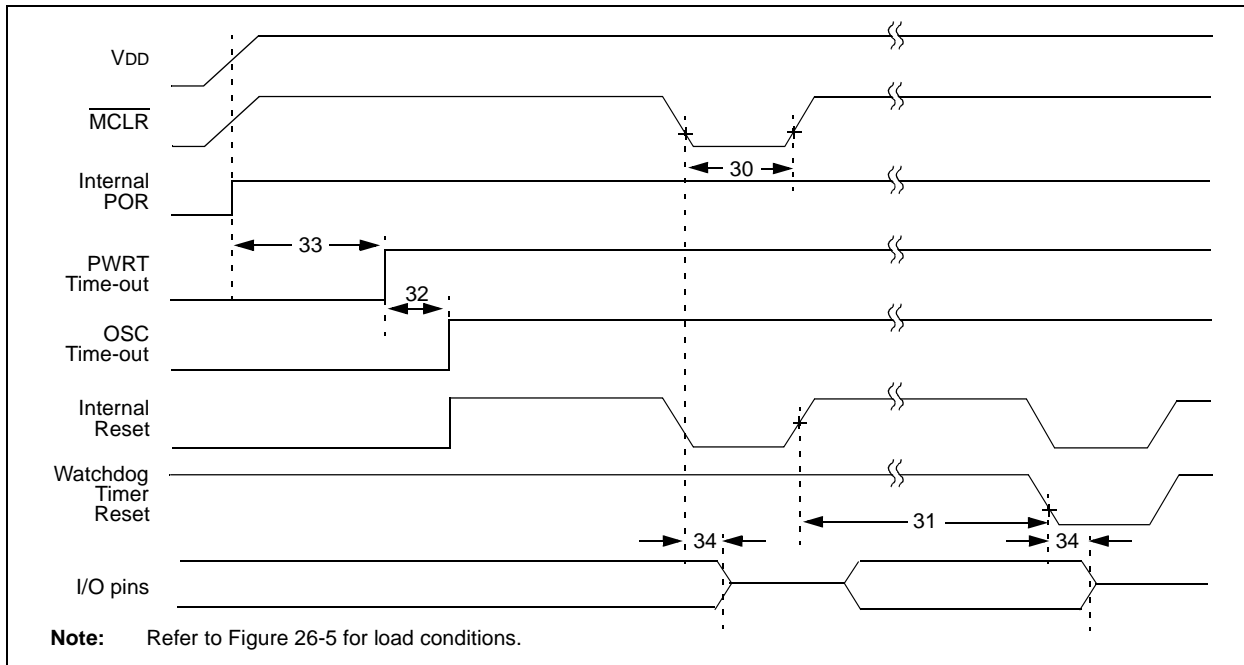 VDD
MCLR
30
Internal
POR
33
PWRT
Time-out
32
OSC
Time-out
Internal
Reset
Watchdog
Timer
Reset
31
34
34
I/O pins
Note: Refer to Figure 26-5 for load conditions.